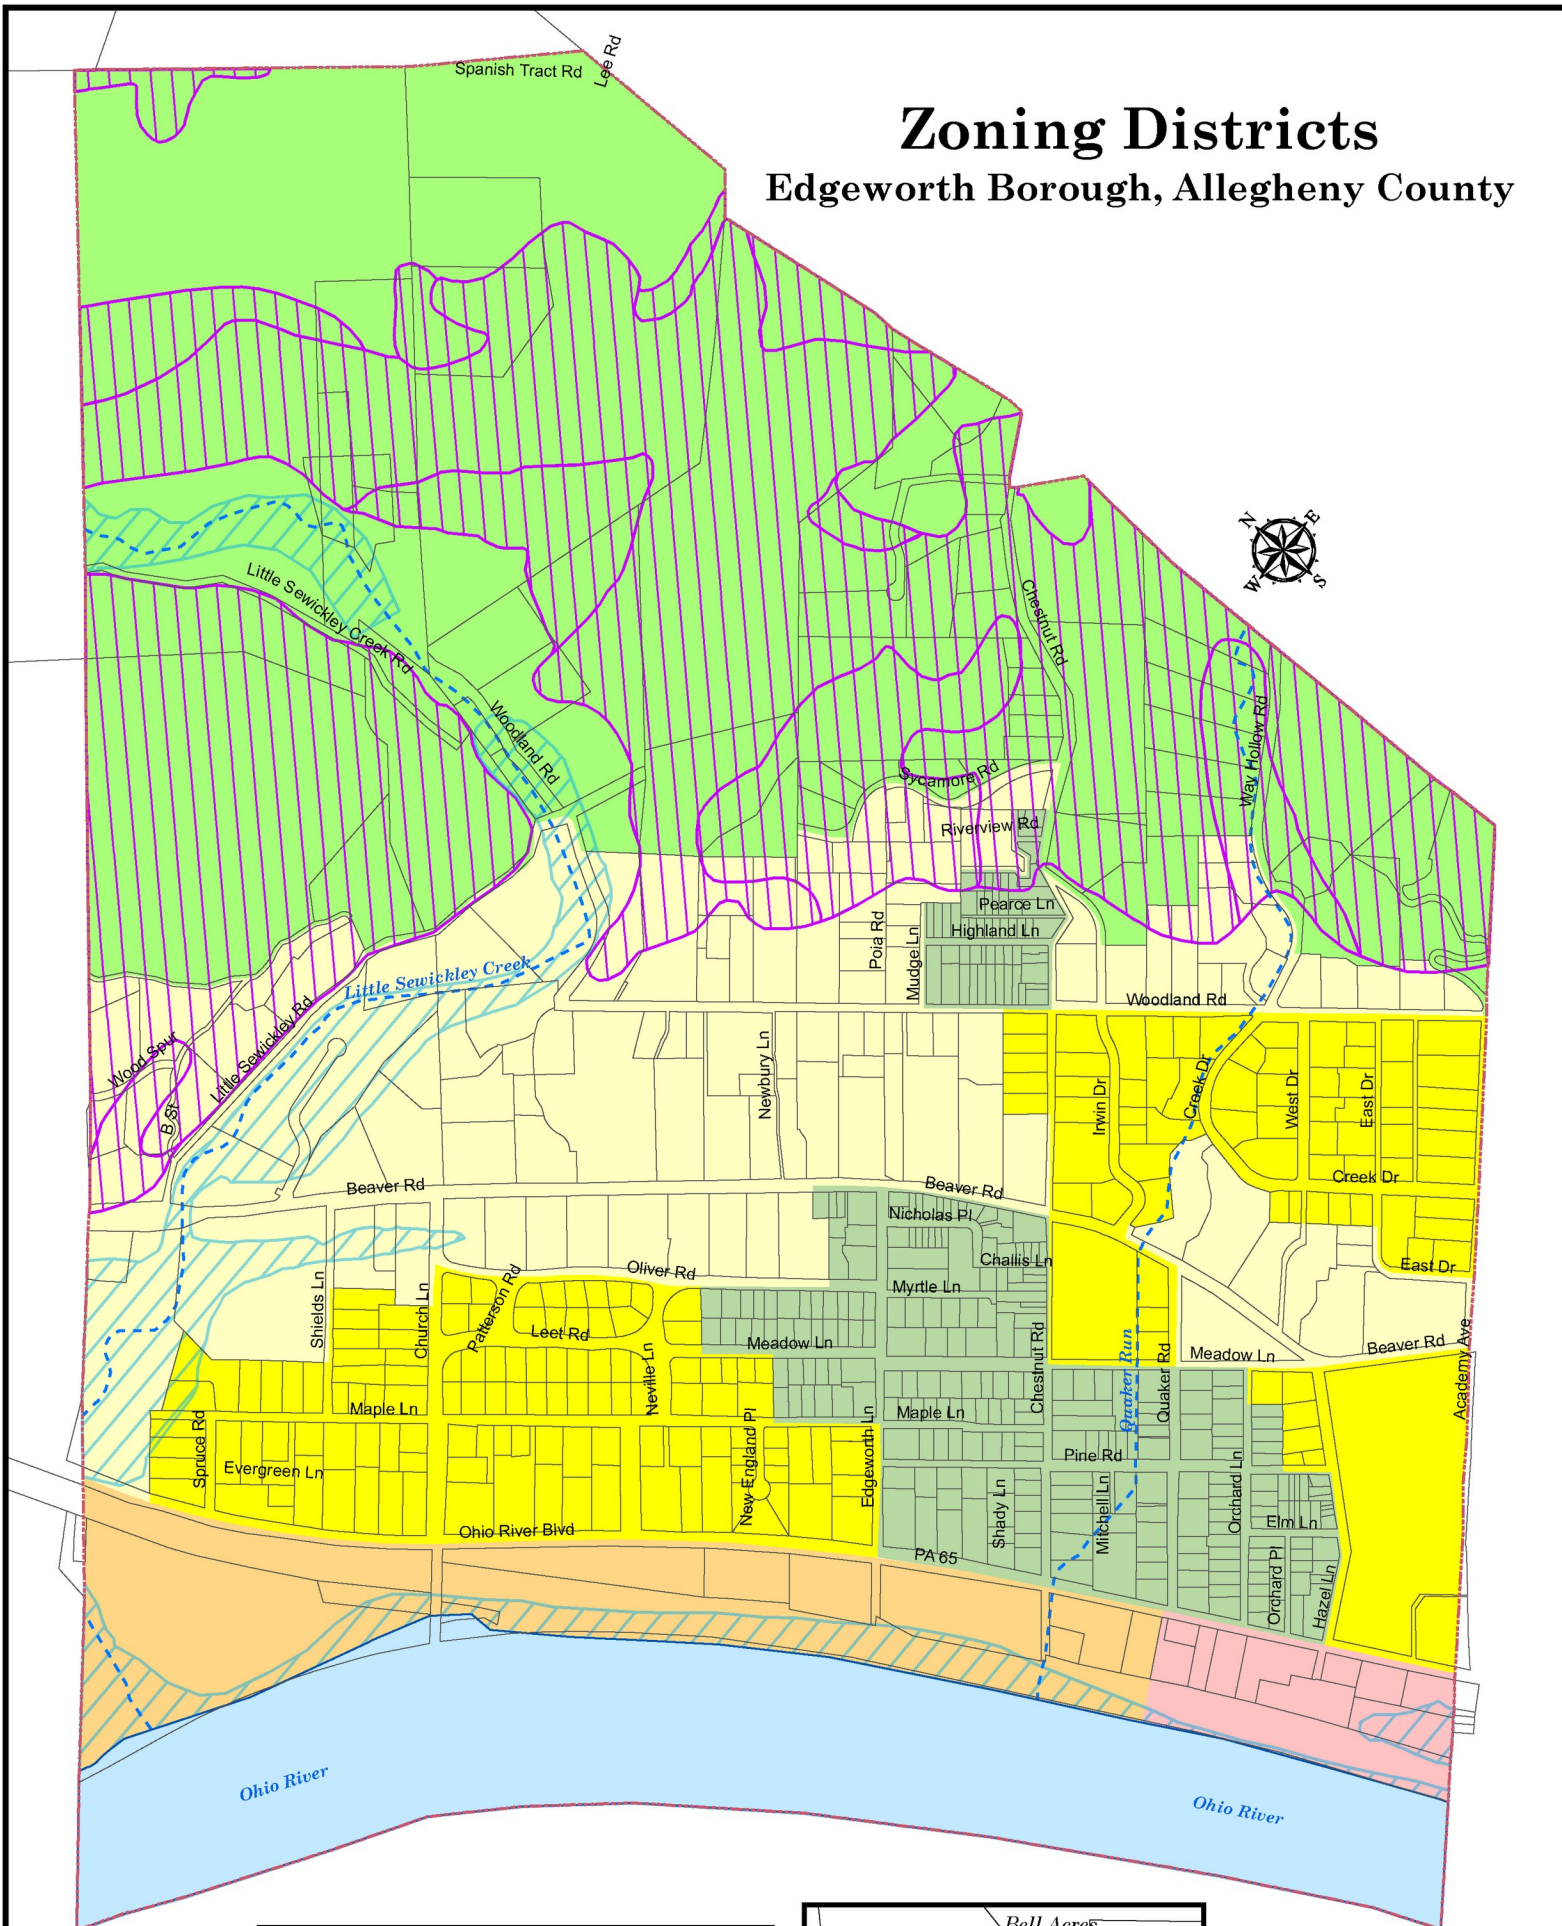 Spanish Tract Rd
Lee Rd
Zoning Districts
Edgeworth Borough, Allegheny County
N
E
W
S
Little Sewickley Creek Rd
Chestnut Rd
Woodland Rd
Way Hollow Rd
Sycamore Rd
Riverview Rd
Pearce Ln
Highland Ln
Poia Rd
Mudge Ln
Little Sewickley Creek
Woodland Rd
Little Sewickley Rd
Wood Spur
B St
Newbury Ln
Irwin Dr
Creek Dr
West Dr
East Dr
Creek Dr
Beaver Rd
Beaver Rd
Nicholas Pl
Challis Ln
Oliver Rd
East Dr
Myrtle Ln
Shields Ln
Church Ln
Patterson Rd
Leet Rd
Meadow Ln
Neville Ln
Chestnut Rd
Quaker Run
Quaker Rd
Meadow Ln
Beaver Rd
Academy Ave
Maple Ln
Maple Ln
Spruce Rd
Evergreen Ln
New England Pl
Edgeworth Ln
Pine Rd
Shady Ln
Mitchell Ln
Orchard Ln
Elm Ln
Ohio River Blvd
PA 65
Orchard Pl
Hazel Ln
Ohio River
Ohio River
Bell Acres